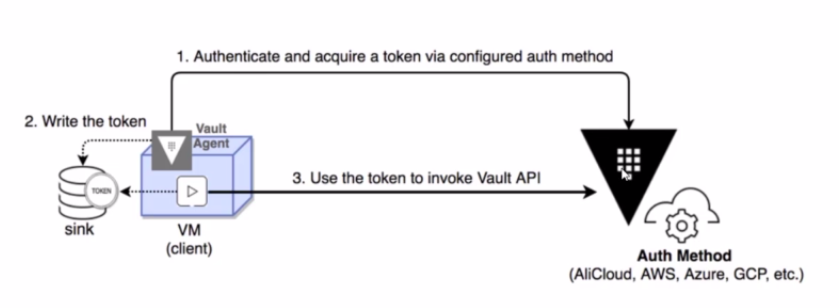 1. Authenticate and acquire a token via configured auth method
2. Write the token
Vault
Agent
TOKEN
3. Use the token to invoke Vault API
sink
VM
(client)
Auth Method
(AliCloud, AWS, Azure, GCP, etc.)